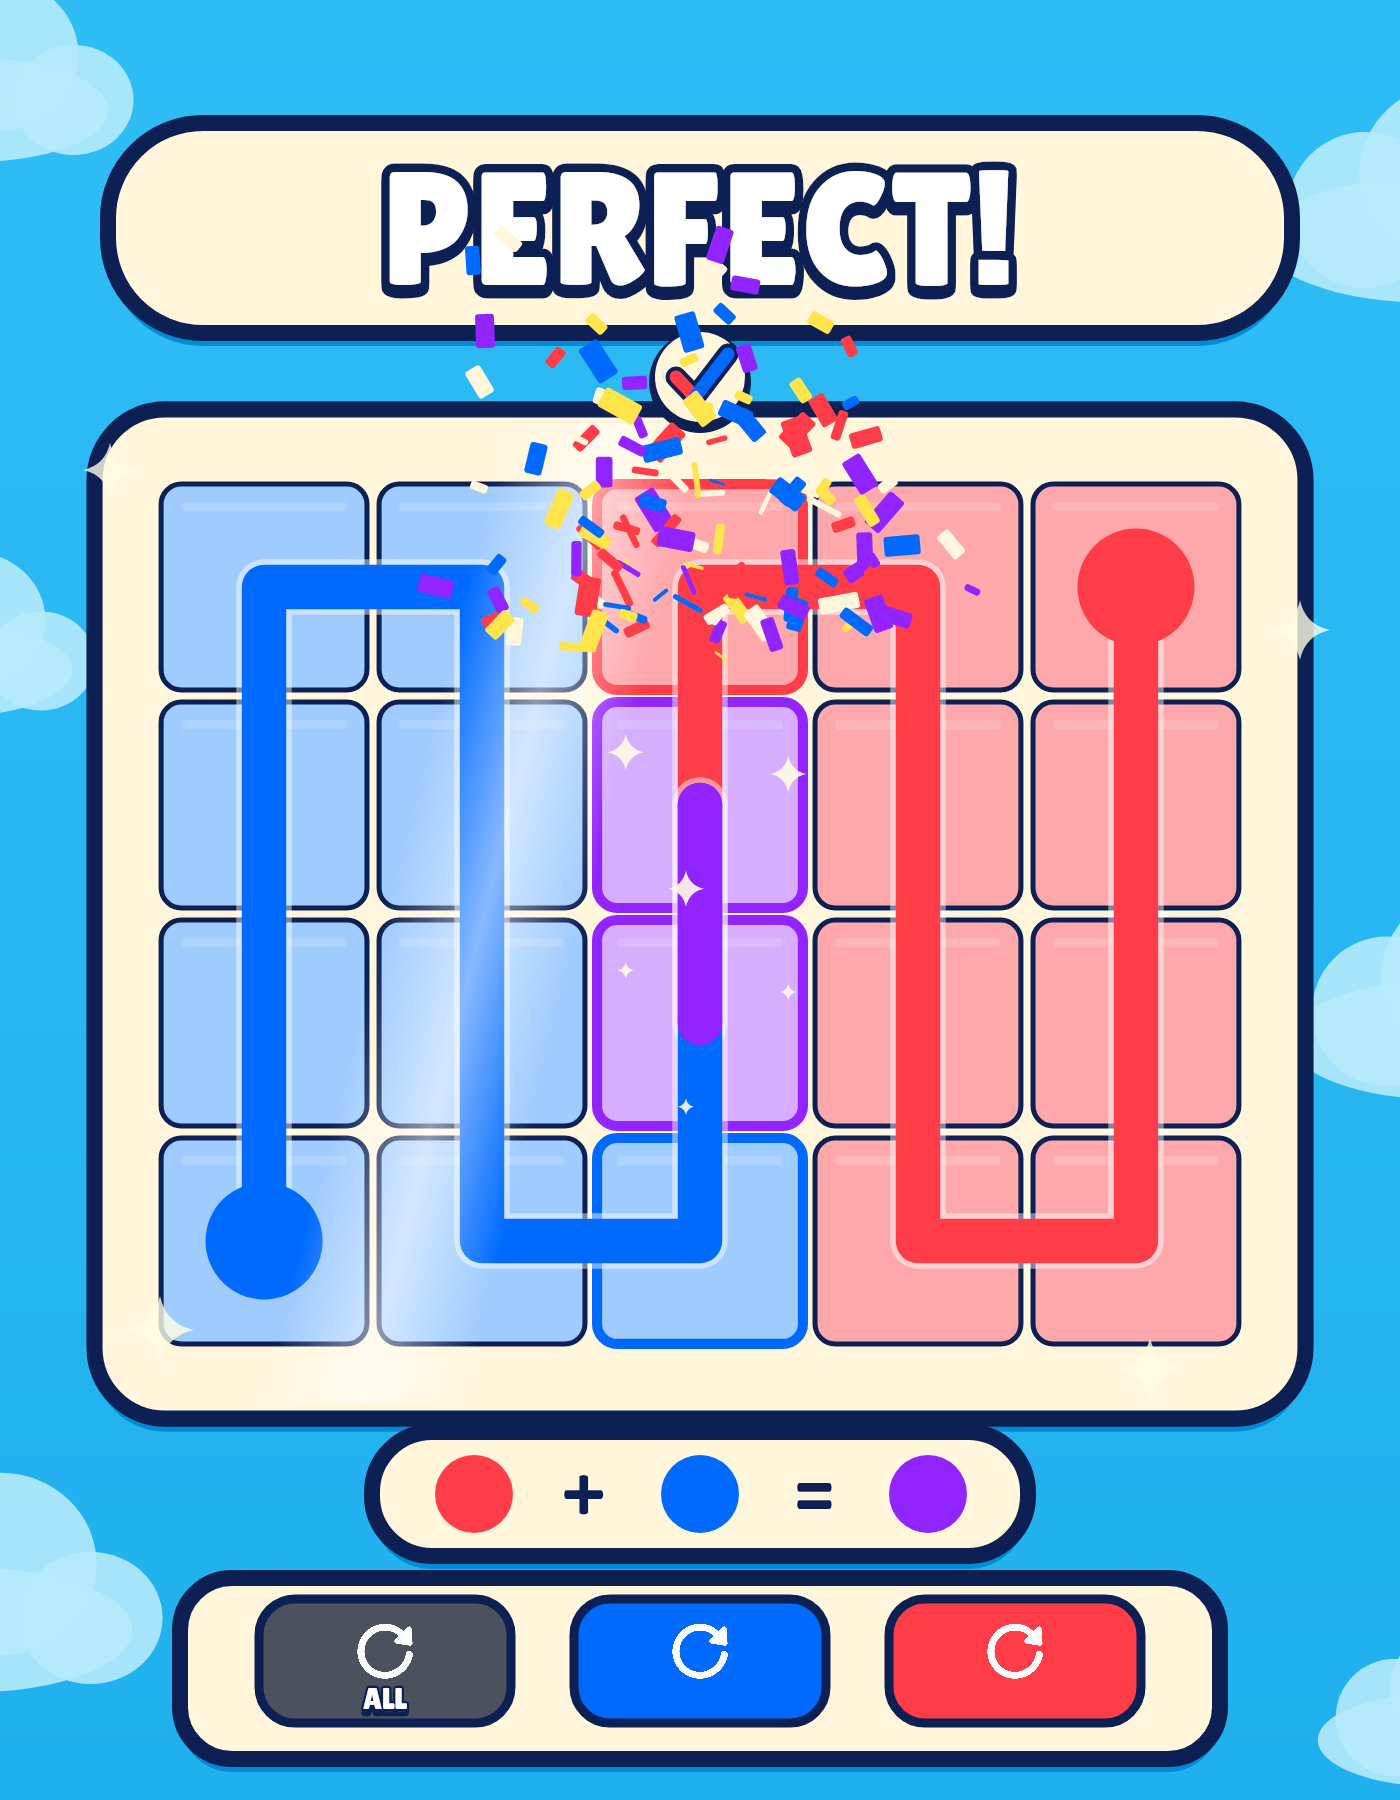 PERFECT!
+ =
ALL